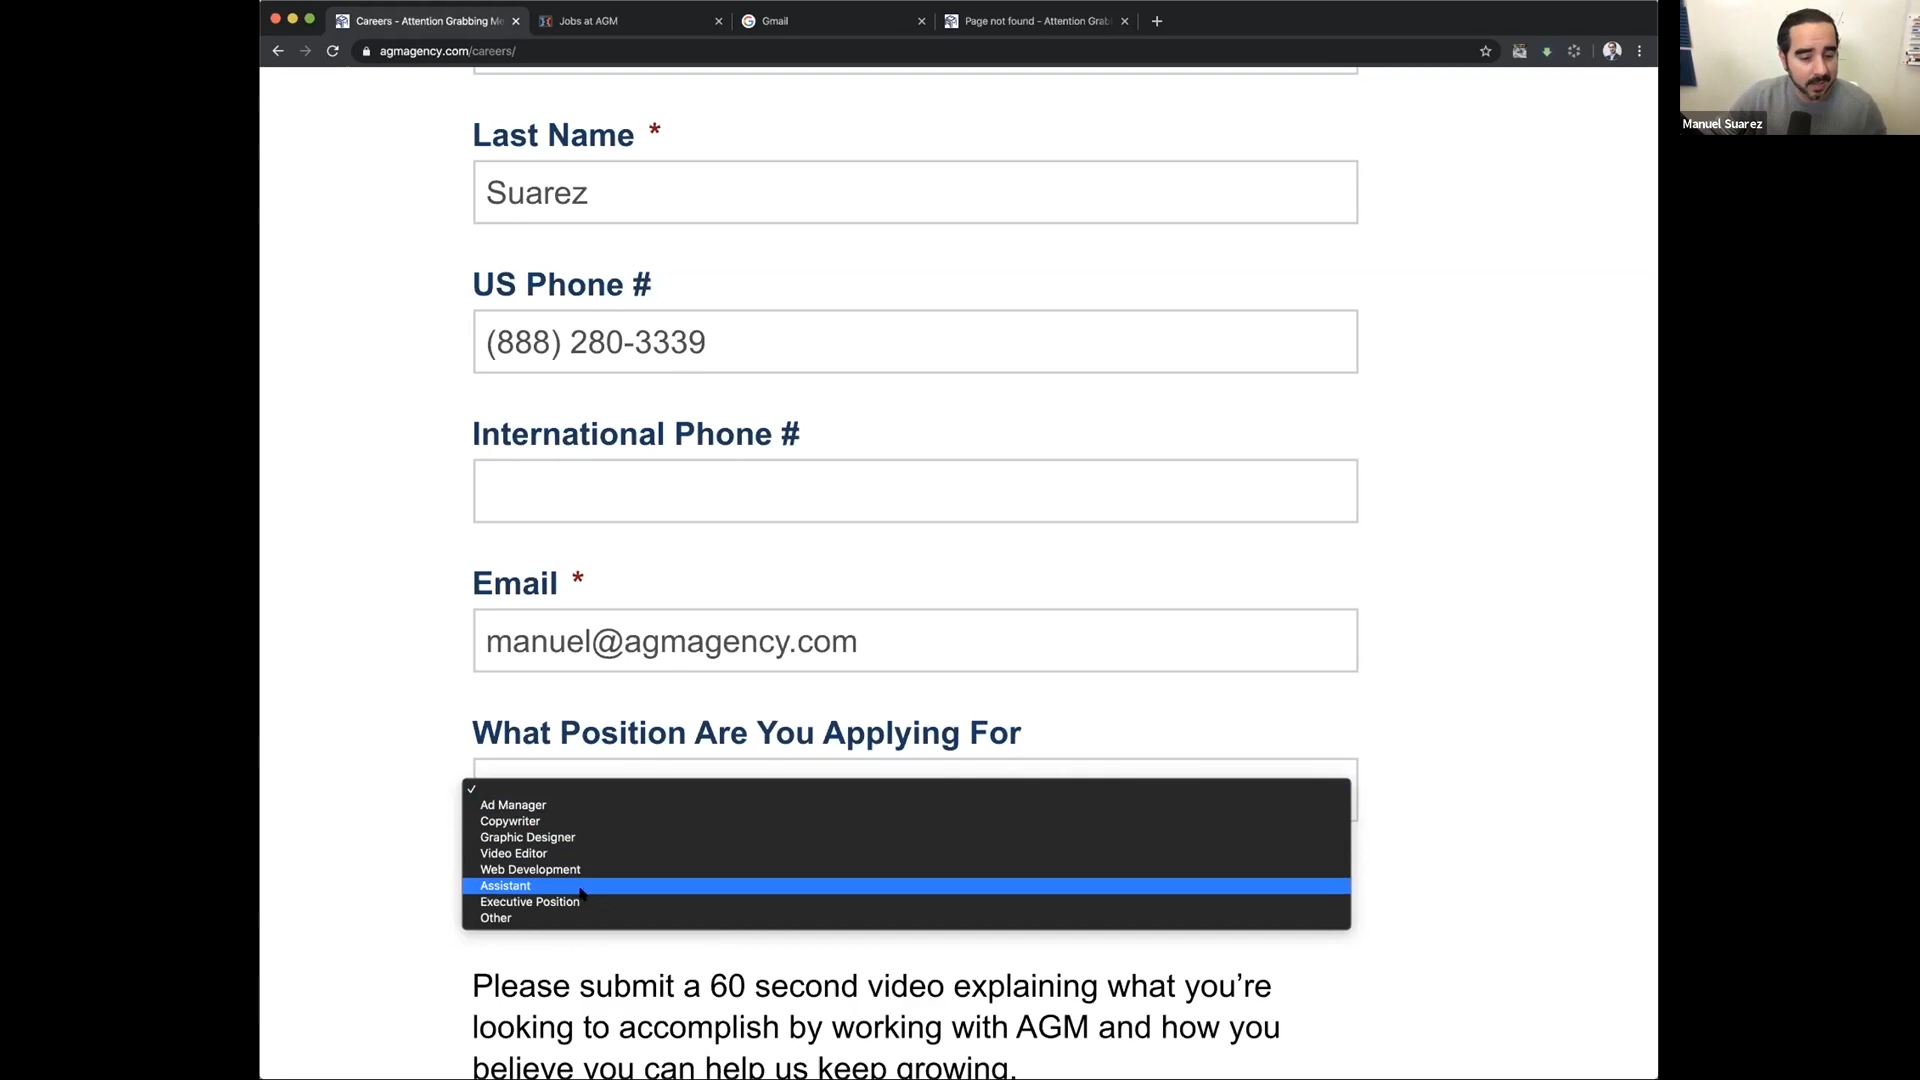 Careers - Attention Grabbing Me
Jobs at AGM
Gmail
Page not found - Attention Grab
agmagency.com/careers/
Manuel Suarez
Last Name *
Suarez
US Phone #
(888) 280-3339
International Phone #
Email *
manuel@agmagency.com
What Position Are You Applying For
Ad Manager
Copywriter
Graphic Designer
Video Editor
Web Development
Assistant
Executive Position
Other
Please submit a 60 second video explaining what you’re
looking to accomplish by working with AGM and how you
believe you can help us keep growing.